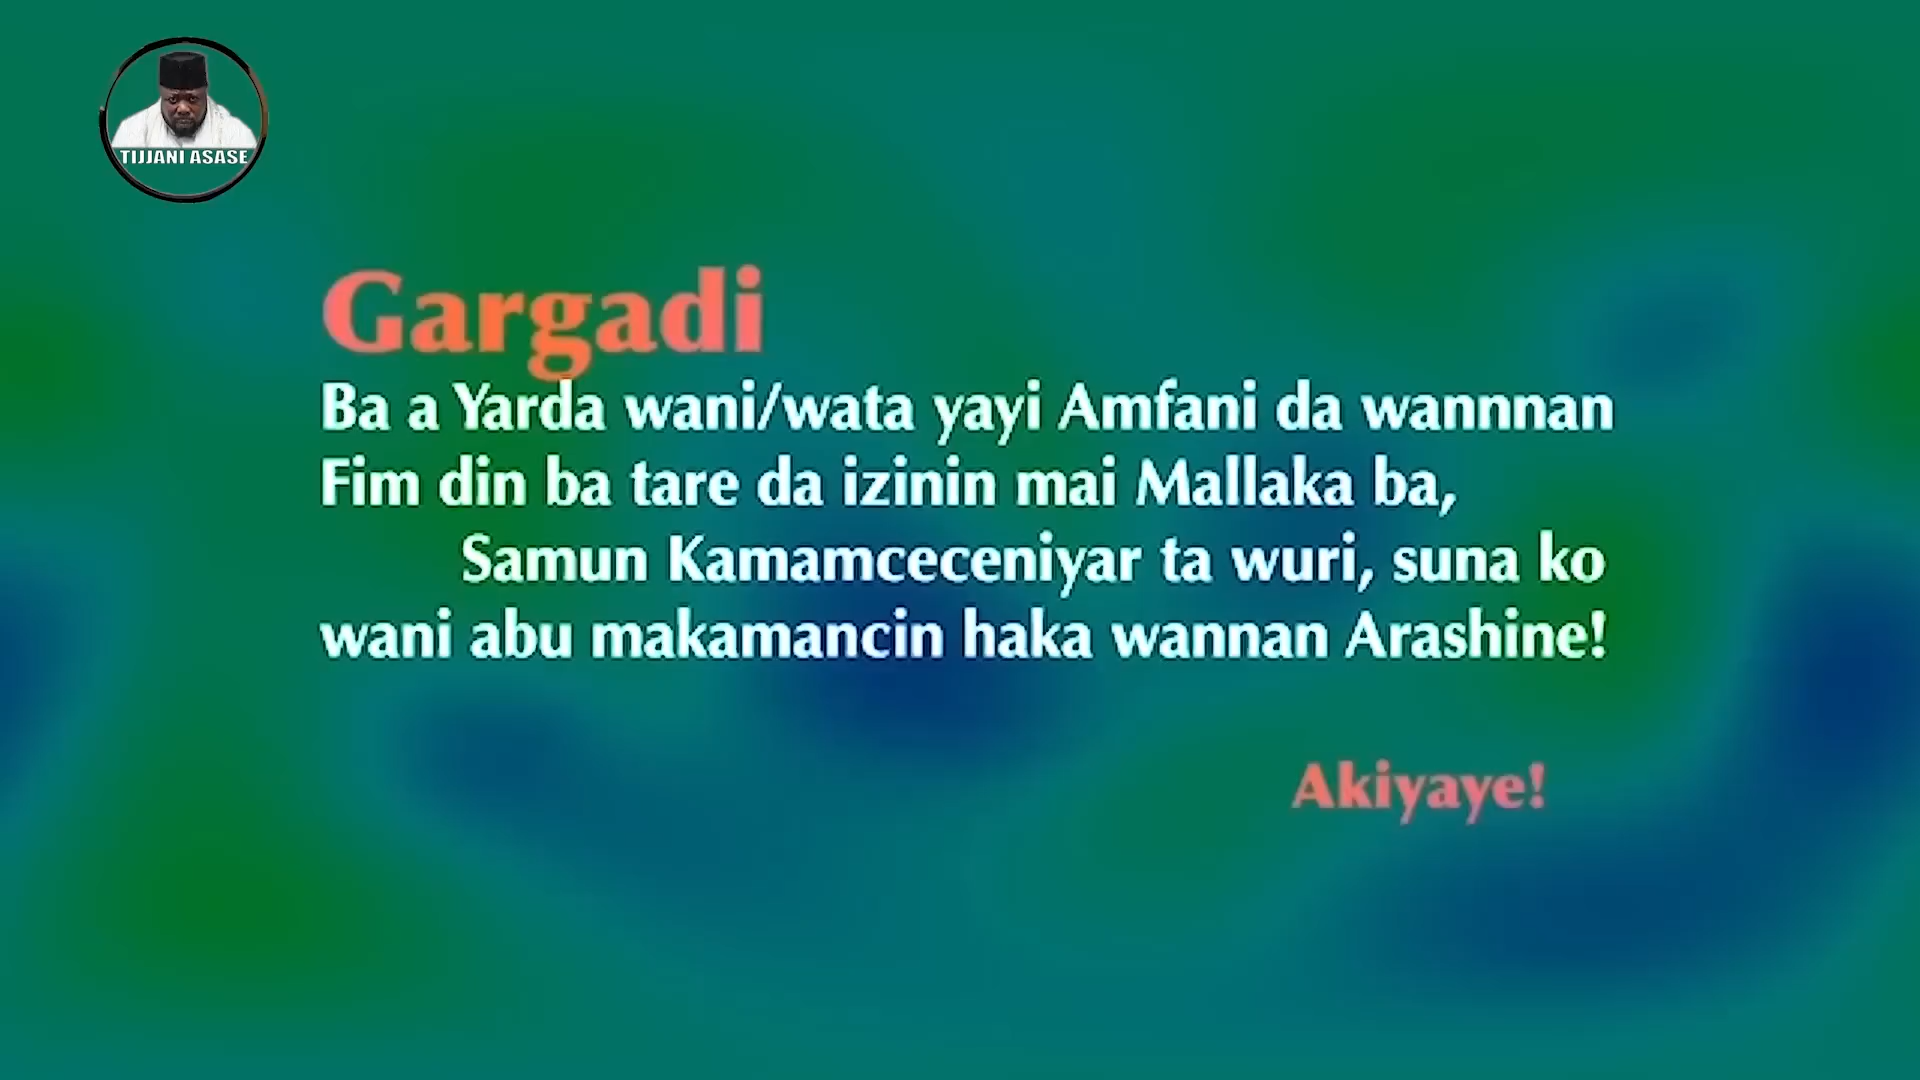 TIJJANI ASASE
Gargadi
Ba a Yarda wani/wata yayi Amfani da wannnan
Fim din ba tare da izinin mai Mallaka ba,
Samun Kamamceceniyar ta wuri, suna ko
wani abu makamancin haka wannan Arashine!
Akiyaye!